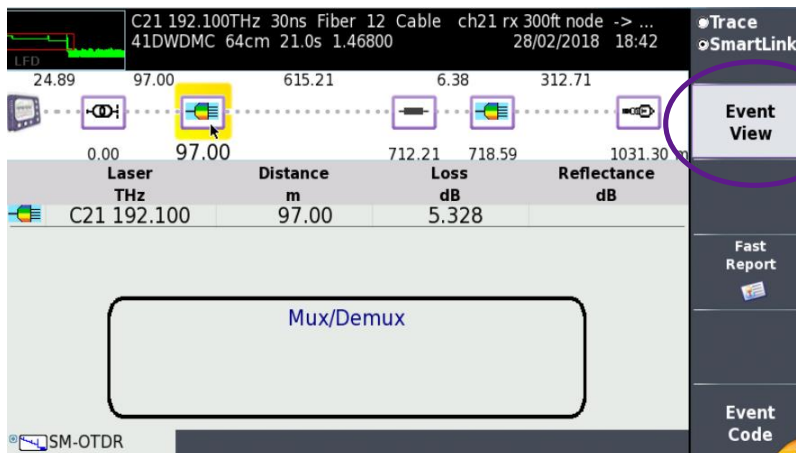 C21 192.100THz 30ns Fiber 12 Cable ch21 rx 300ft node -> ...
41DWDMC 64cm 21.0s 1.46800 28/02/2018 18:42
LFD
Trace
SmartLink
24.89 97.00 615.21 6.38 312.71
0.00 97.00 712.21 718.59 1031.30 m
Event
View
Laser Distance Loss Reflectance
THz m dB dB
C21 192.100 97.00 5.328
Fast
Report
Mux/Demux
Event
Code
SM-OTDR